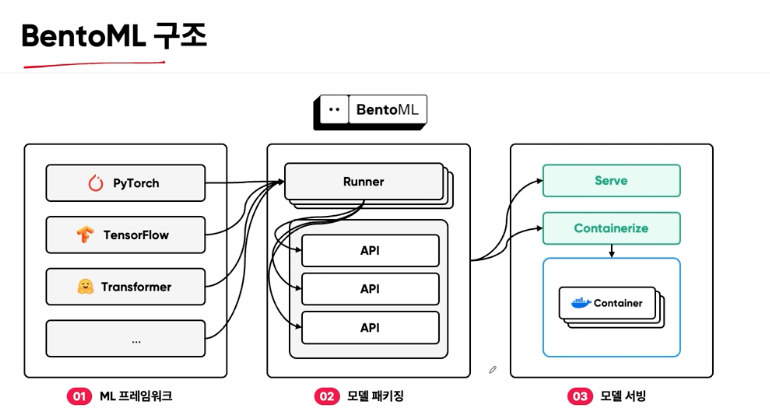 BentoML 구조
BentoML
PyTorch
TensorFlow
Transformer
...
Runner
API
API
API
Serve
Containerize
Container
01 ML 프레임워크
02 모델 패키징
03 모델 서빙